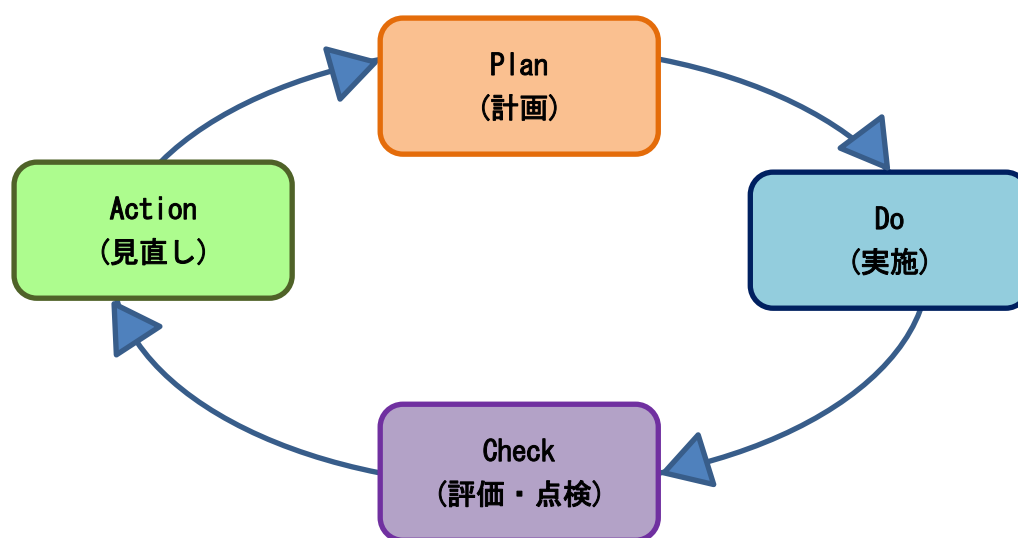 Plan
(計画)
Do
(実施)
Check
(評価・点検)
Action
(見直し)